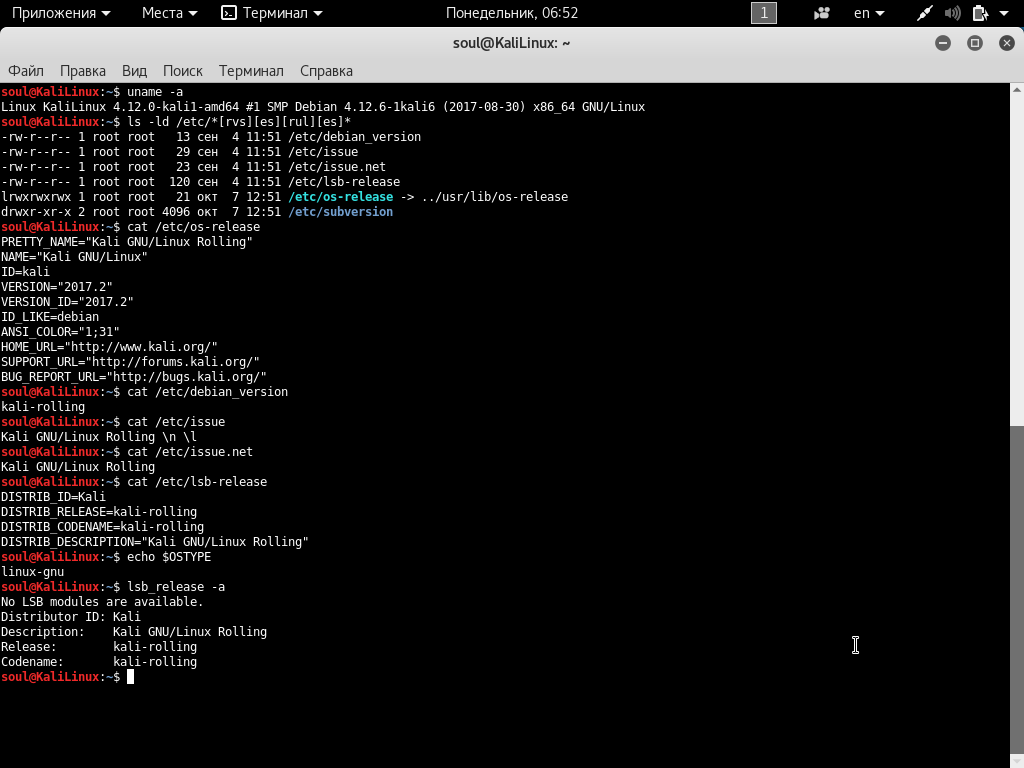 Приложения Места Терминал Понедельник, 06:52 1 en
soul@KaliLinux: ~
Файл Правка Вид Поиск Терминал Справка
soul@KaliLinux:~$ uname -a
Linux KaliLinux 4.12.0-kali1-amd64 #1 SMP Debian 4.12.6-1kali6 (2017-08-30) x86_64 GNU/Linux
soul@KaliLinux:~$ ls -ld /etc/*[rvs][es][rul][es]*
-rw-r--r-- 1 root root   13 сен  4 11:51 /etc/debian_version
-rw-r--r-- 1 root root   29 сен  4 11:51 /etc/issue
-rw-r--r-- 1 root root   23 сен  4 11:51 /etc/issue.net
-rw-r--r-- 1 root root  120 сен  4 11:51 /etc/lsb-release
lrwxrwxrwx 1 root root   21 окт  7 12:51 /etc/os-release -> ../usr/lib/os-release
drwxr-xr-x 2 root root 4096 окт  7 12:51 /etc/subversion
soul@KaliLinux:~$ cat /etc/os-release
PRETTY_NAME="Kali GNU/Linux Rolling"
NAME="Kali GNU/Linux"
ID=kali
VERSION="2017.2"
VERSION_ID="2017.2"
ID_LIKE=debian
ANSI_COLOR="1;31"
HOME_URL="http://www.kali.org/"
SUPPORT_URL="http://forums.kali.org/"
BUG_REPORT_URL="http://bugs.kali.org/"
soul@KaliLinux:~$ cat /etc/debian_version
kali-rolling
soul@KaliLinux:~$ cat /etc/issue
Kali GNU/Linux Rolling \n \l
soul@KaliLinux:~$ cat /etc/issue.net
Kali GNU/Linux Rolling
soul@KaliLinux:~$ cat /etc/lsb-release
DISTRIB_ID=Kali
DISTRIB_RELEASE=kali-rolling
DISTRIB_CODENAME=kali-rolling
DISTRIB_DESCRIPTION="Kali GNU/Linux Rolling"
soul@KaliLinux:~$ echo $OSTYPE
linux-gnu
soul@KaliLinux:~$ lsb_release -a
No LSB modules are available.
Distributor ID: Kali
Description:    Kali GNU/Linux Rolling
Release:        kali-rolling
Codename:       kali-rolling
soul@KaliLinux:~$